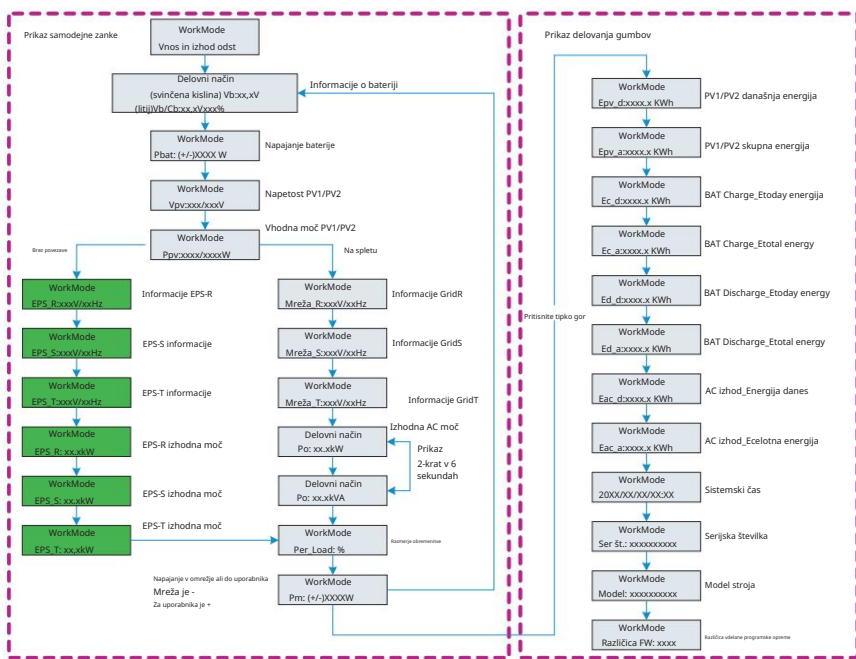 Prikaz samodejne zanke
WorkMode
Vnos in izhod odst
Delovni način
(svinčena kislina) Vb:xx,xV
(litij)Vb/Cb:xx,xVxxx%
Informacije o bateriji
WorkMode
Pbat: (+/-)XXXX W
Napajanje baterije
WorkMode
Vpv:xxx/xxxV
Napetost PV1/PV2
WorkMode
Ppv:xxxx/xxxxW
Vhodna moč PV1/PV2
Brao povezave
Na spletu
WorkMode
EPS_R:xxxV/xxHz
Informacije EPS-R
WorkMode
EPS_S:xxxV/xxHz
EPS-S informacije
WorkMode
EPS_T:xxxV/xxHz
EPS-T informacije
WorkMode
EPS_R: xx.xkW
EPS-R izhodna moč
WorkMode
EPS_S: xx.xkW
EPS-S izhodna moč
WorkMode
EPS_T: xx,xkW
EPS-T izhodna moč
WorkMode
Mreža_R:xxxV/xxHz
Informacije GridR
WorkMode
Mreža_S:xxxV/xxHz
Informacije GridS
WorkMode
Mreža_T:xxxV/xxHz
Informacije GridT
Delovni način
Po: xx.xkW
Izhodna AC moč
Prikaz
2-krat v 6
sekundah
Delovni način
Po: xx.xkVA
WorkMode
Per_Load: %
Razmerje obremenitve
WorkMode
Pm: (+/-)XXXXW
Napajanje v omrežje ali do uporabnika
Mreža je -
Za uporabnika je +
Prikaz delovanja gumbov
Pritisnite tipko gor
WorkMode
Epv_d:xxxx.x KWh
PV1/PV2 današnja energija
WorkMode
Epv_a:xxxx.x KWh
PV1/PV2 skupna energija
WorkMode
Ec_d:xxxx.x KWh
BAT Charge_Etoday energija
WorkMode
Ec_a:xxxx.x KWh
BAT Charge_Etotal energy
WorkMode
Ed_d:xxxx.x KWh
BAT Discharge_Etoday energy
WorkMode
Ed_a:xxxx.x KWh
BAT Discharge_Etotal energy
WorkMode
Eac_d:xxxx.x KWh
AC izhod_Energija danes
WorkMode
Eac_a:xxxx.x KWh
AC izhod_Ecelotna energija
WorkMode
20XX/XX/XX/XX:XX
Sistemski čas
WorkMode
Ser št.: xxxxxxxxxx
Serijska številka
WorkMode
Model: xxxxxxxxxx
Model stroja
WorkMode
Različica FW: xxxx
Različica vdelane programske opreme